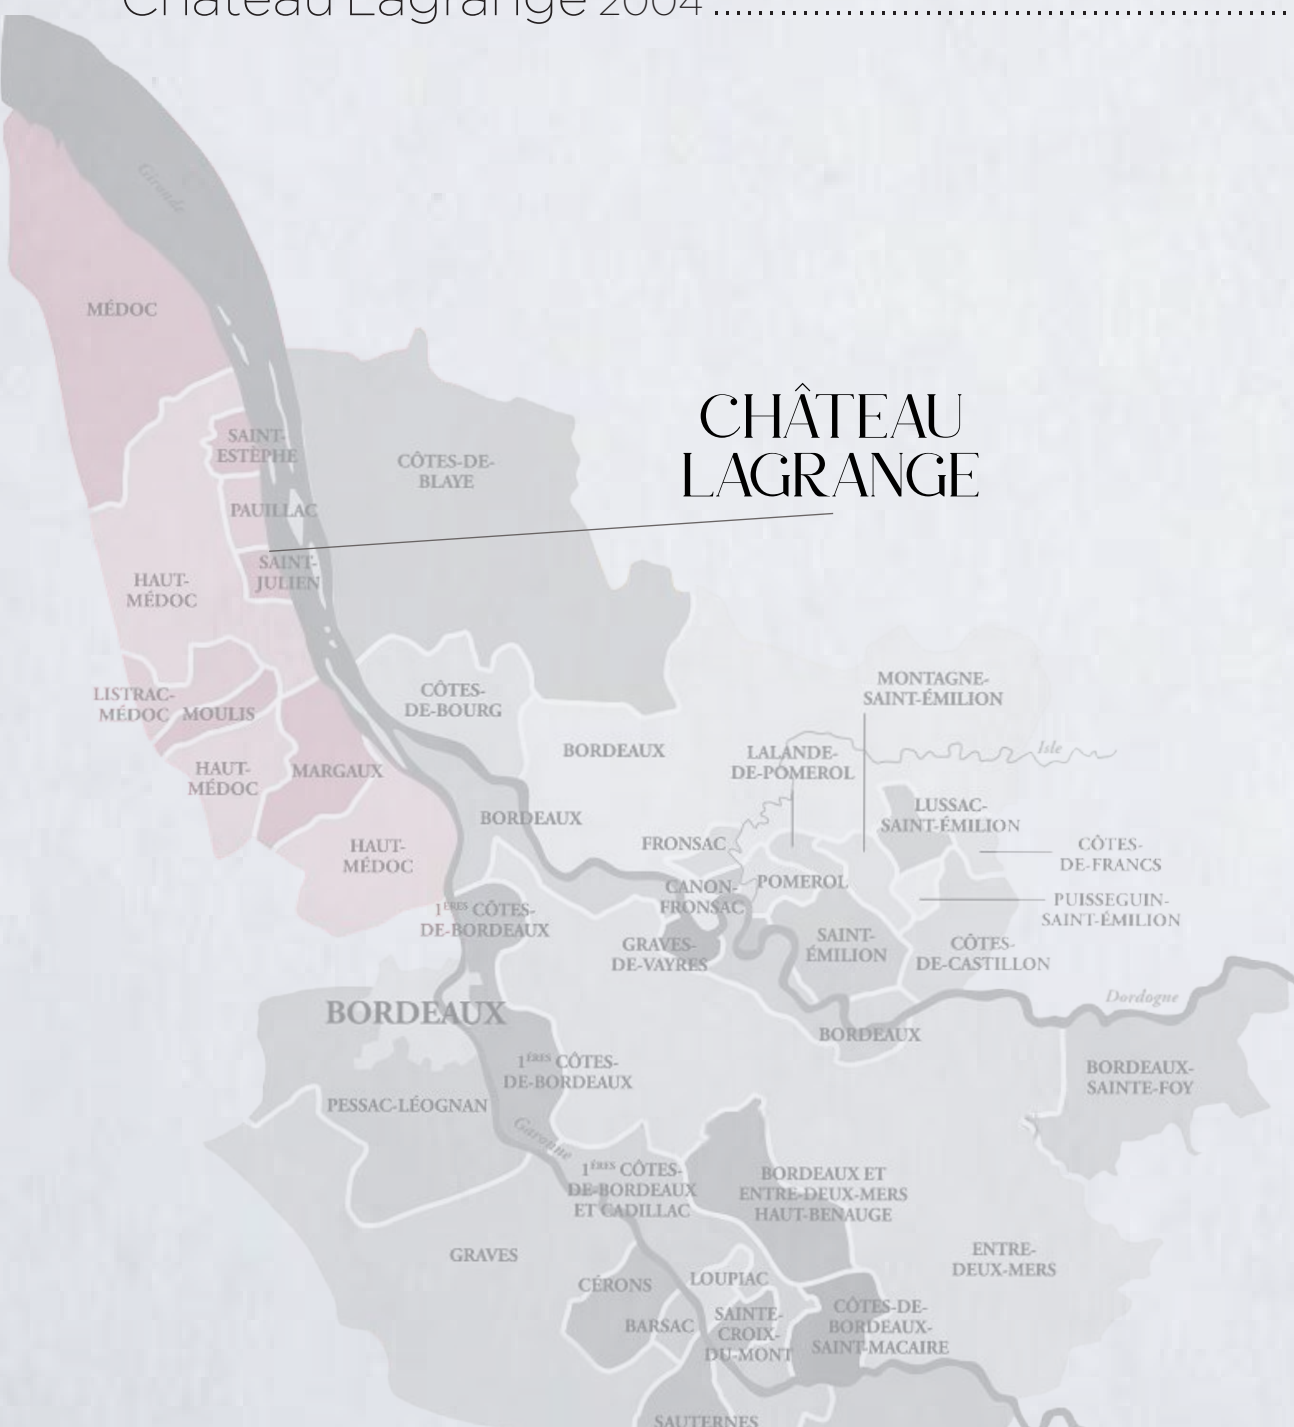 Château Lagrange 2004
Gironde
MÉDOC
CHÂTEAU
LAGRANGE
SAINT-
ESTÈPHE
CÔTES-DE-
BLAYE
PAUILLAC
SAINT-
JULIEN
HAUT-
MÉDOC
LISTRAC-
MÉDOC
MOULIS
CÔTES-
DE-BOURG
MONTAGNE-
SAINT-ÉMILION
BORDEAUX
LALANDE-
DE-POMEROL
Isle
HAUT-
MÉDOC
MARGAUX
BORDEAUX
LUSSAC-
SAINT-ÉMILION
FRONSAC
CÔTES-
DE-FRANCS
HAUT-
MÉDOC
CANON-
FRONSAC
POMEROL
PUISSEGUIN-
SAINT-ÉMILION
1ÈRES CÔTES-
DE-BORDEAUX
GRAVES-
DE-VAYRES
SAINT-
ÉMILION
CÔTES-
DE-CASTILLON
BORDEAUX
Dordogne
BORDEAUX
1ÈRES CÔTES-
DE-BORDEAUX
BORDEAUX-
SAINTE-FOY
PESSAC-LÉOGNAN
Garonne
1ÈRES CÔTES-
DE-BORDEAUX
ET CADILLAC
BORDEAUX ET
ENTRE-DEUX-MERS
HAUT-BENAUGE
GRAVES
ENTRE-
DEUX-MERS
CÉRONS
LOUPIAC
BARSAC
SAINTE-
CROIX-
DU-MONT
CÔTES-DE-
BORDEAUX-
SAINT-MACAIRE
SAUTERNES